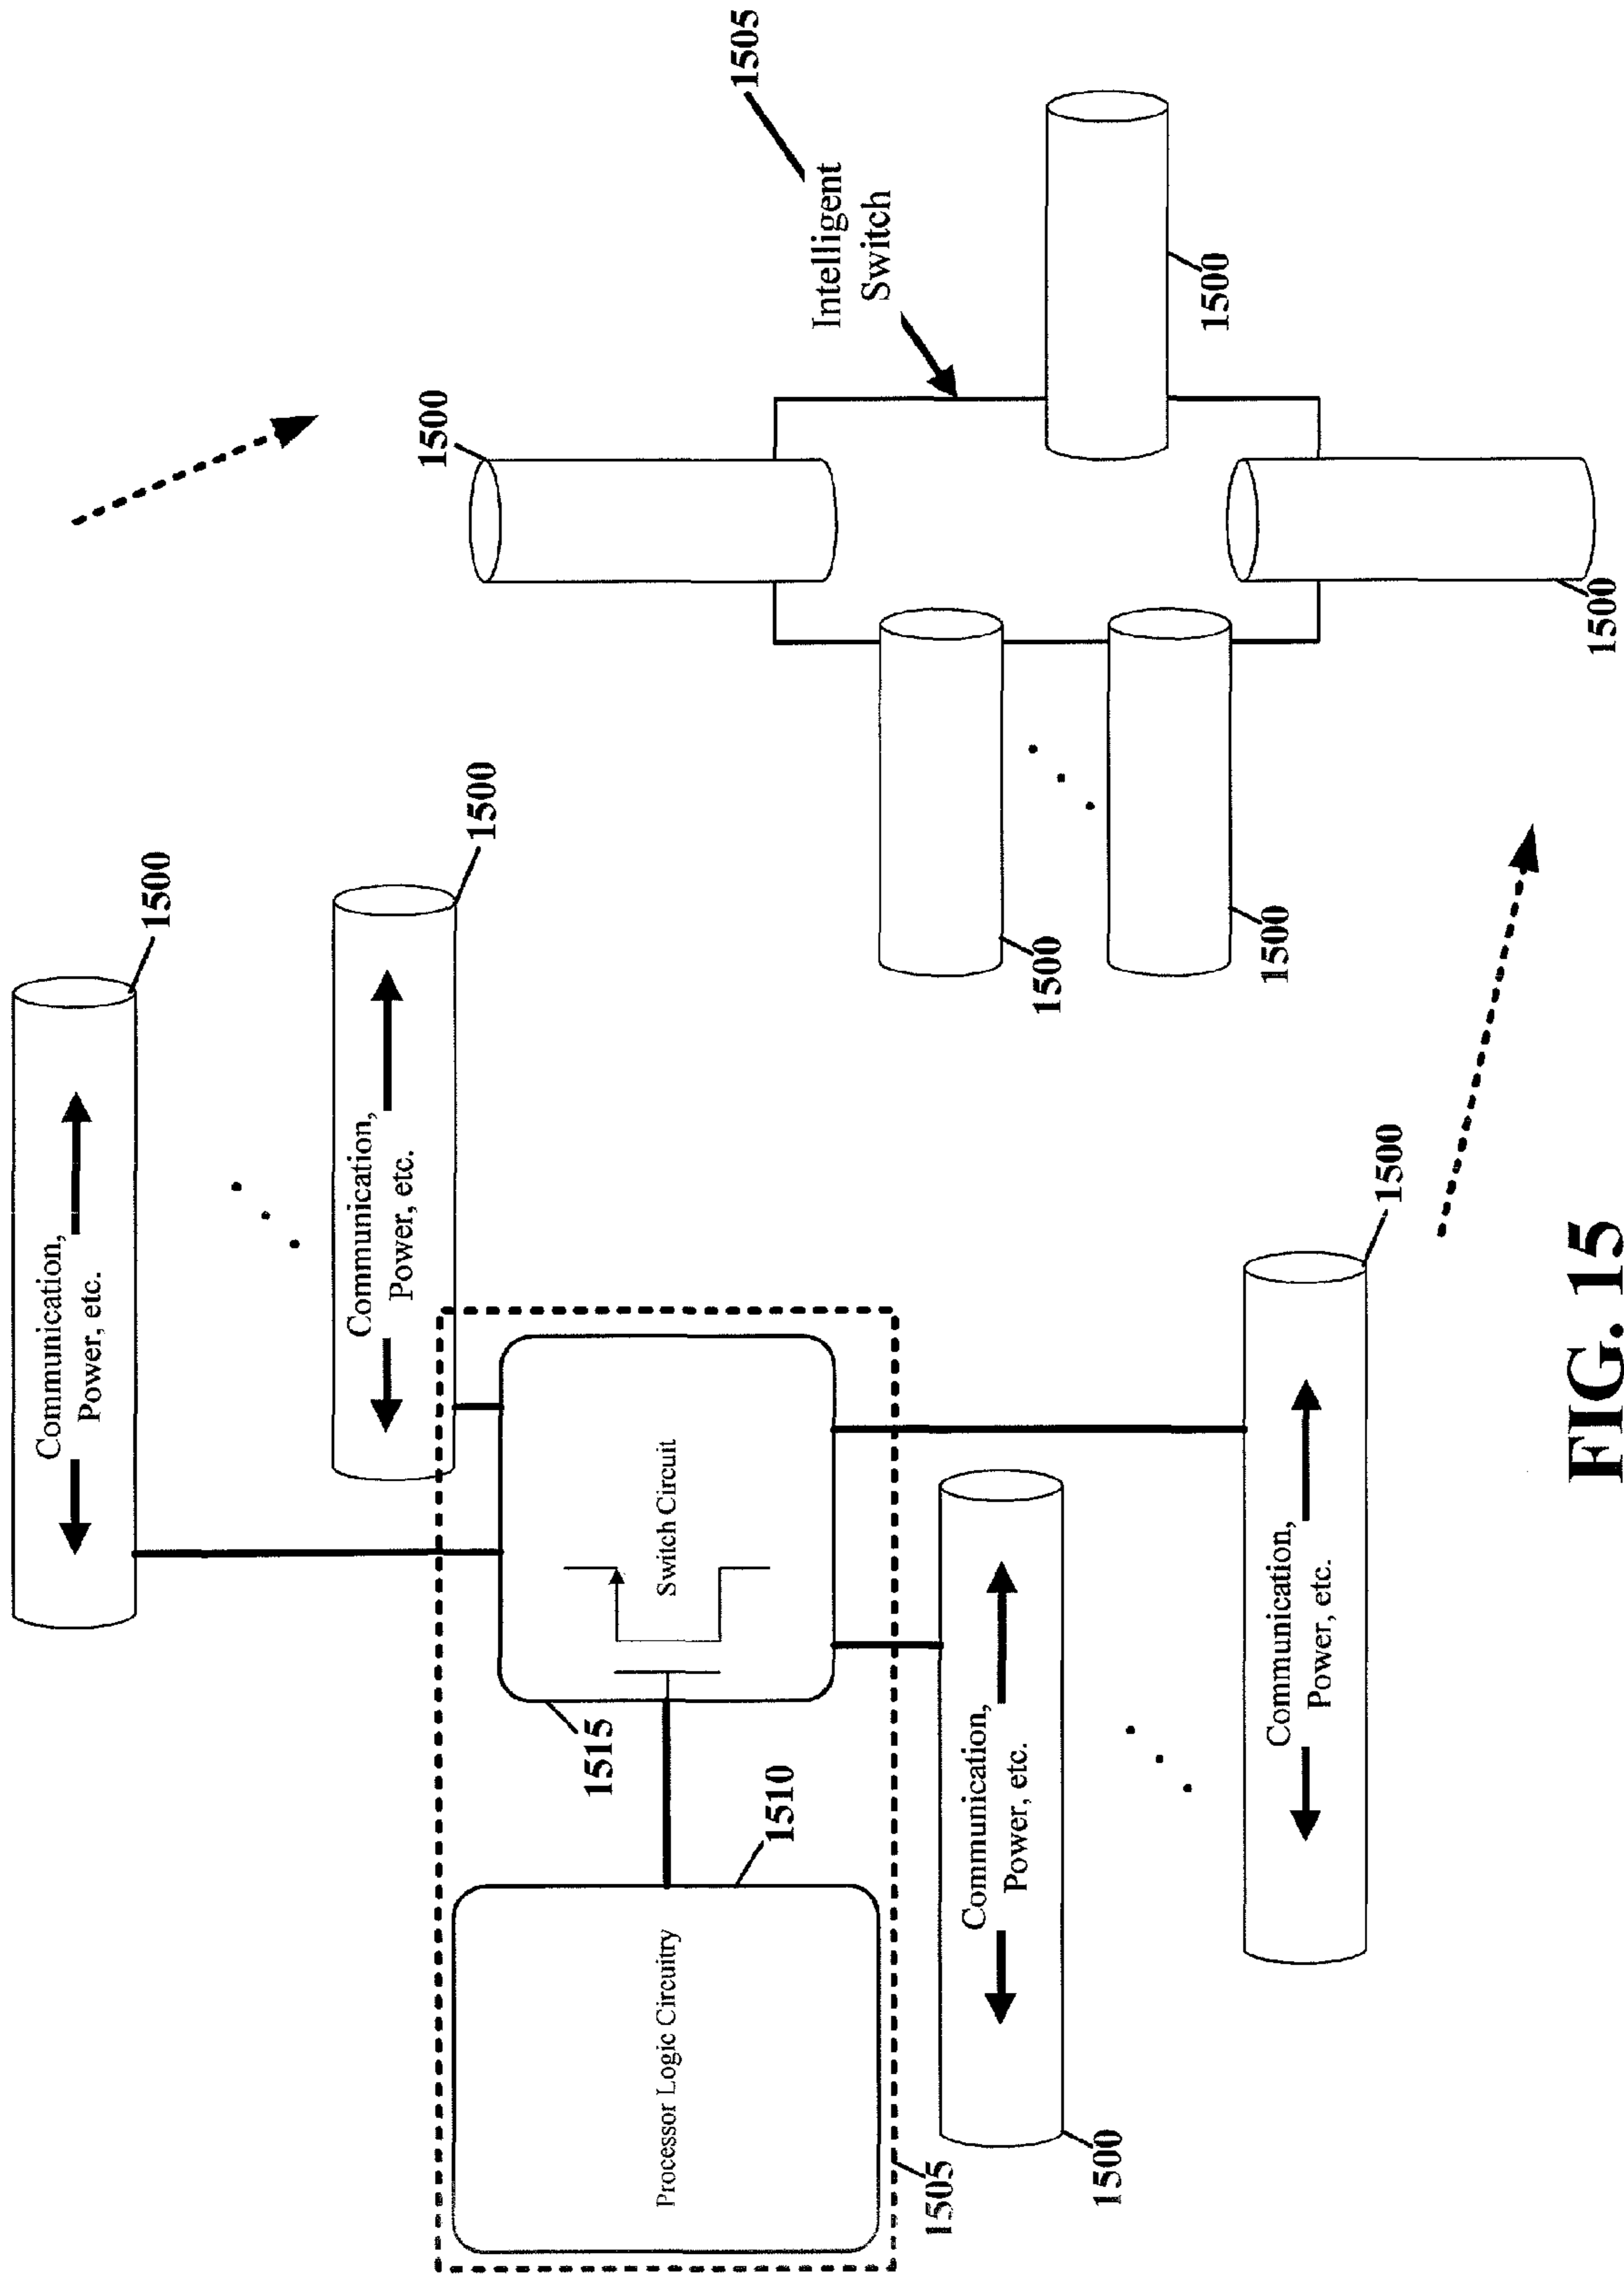 Communication,
Power, etc.
1500
Communication,
Power, etc.
1500
Processor Logic Circuitry
1510
Switch Circuit
1515
1505
Communication,
Power, etc.
1500
Communication,
Power, etc.
1500
1500
Intelligent
Switch
1505
1500
1500
1500
1500
FIG. 15